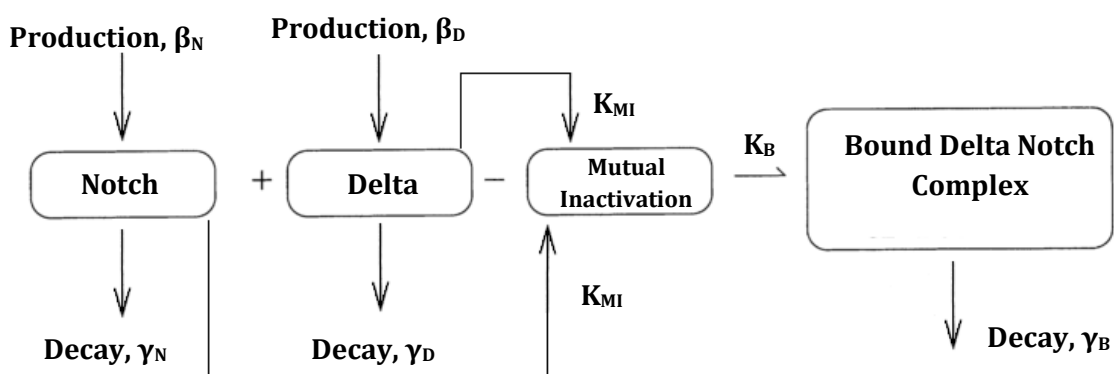 Production, βN
Production, βD
KMI
Notch
+
Delta
−
Mutual
Inactivation
KB
Bound Delta Notch
Complex
KMI
Decay, γN
Decay, γD
Decay, γB